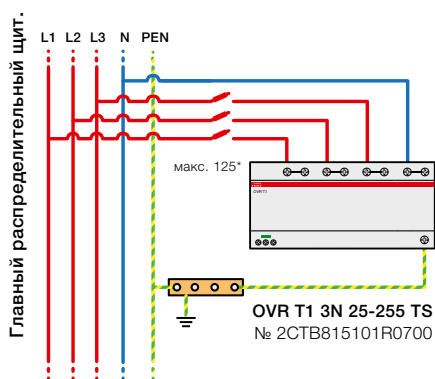 Главный распределительный щит.
L1 L2 L3 N PEN
макс. 125*
ABB
OVR T1
OVR T1 3N 25-255 TS
№ 2CTB815101R0700